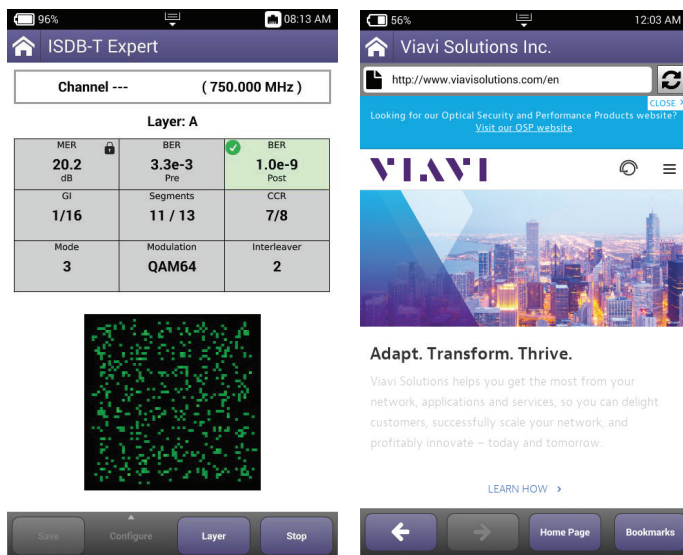 96%
08:13 AM
ISDB-T Expert
Channel --- ( 750.000 MHz )
Layer: A
MER BER BER
20.2 3.3e-3 1.0e-9
dB Pre Post
GI Segments CCR
1/16 11 / 13 7/8
Mode Modulation Interleaver
3 QAM64 2
Save Configure Layer Stop
56%
12:03 AM
Viavi Solutions Inc.
http://www.viavisolutions.com/en
CLOSE
Looking for our Optical Security and Performance Products website?
Visit our OSP website
VIAVI
Adapt. Transform. Thrive.
Viavi Solutions helps you get the most from your
network, applications and services, so you can delight
customers, successfully scale your network, and
profitably innovate – today and tomorrow.
LEARN HOW >
Home Page Bookmarks